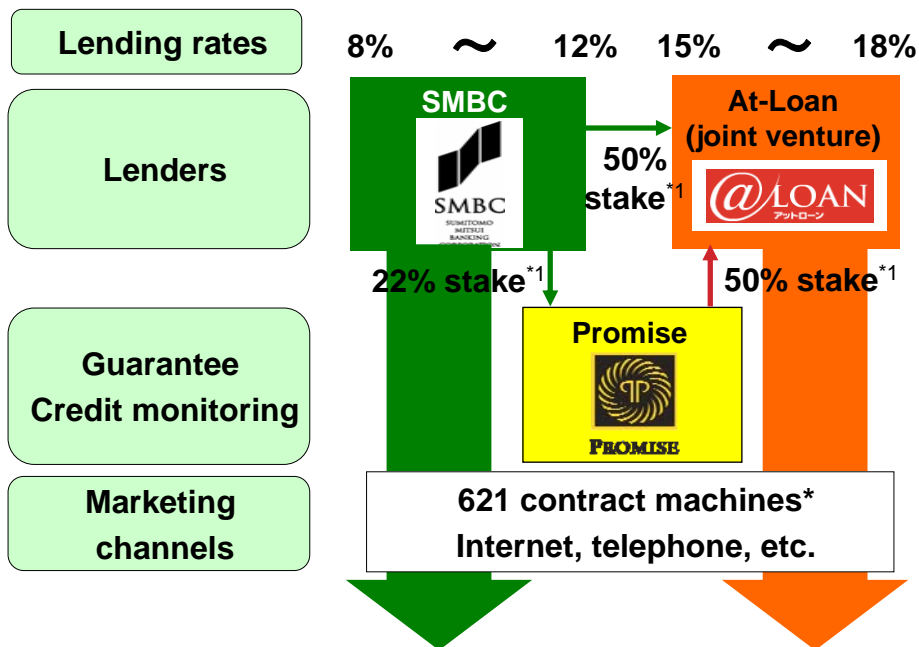 Lending rates
8% ～ 12% 15% ～ 18%
Lenders
SMBC
SMBC
SUMITOMO
MITSUI
BANKING
CORPORATION
50%
stake*1
At-Loan
(joint venture)
@LOAN
アットローン
22% stake*1
50% stake*1
Guarantee
Credit monitoring
Promise
PROMISE
Marketing
channels
621 contract machines*
Internet, telephone, etc.